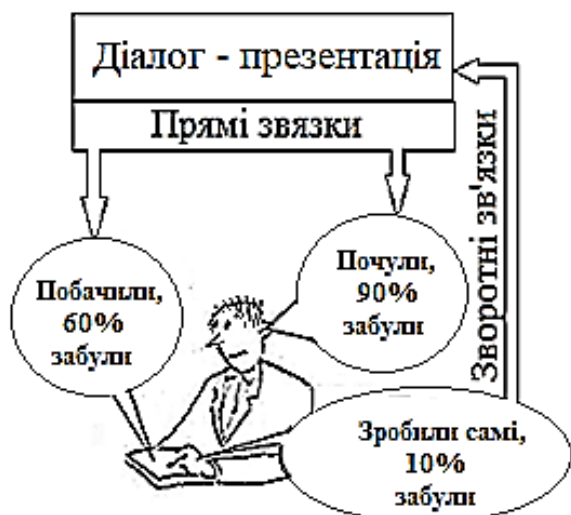 Діалог - презентація
Прямі звязки
Побачили,
60%
забули
Почули,
90%
забули
Зворотні зв'язки
Зробили самі,
10%
забули